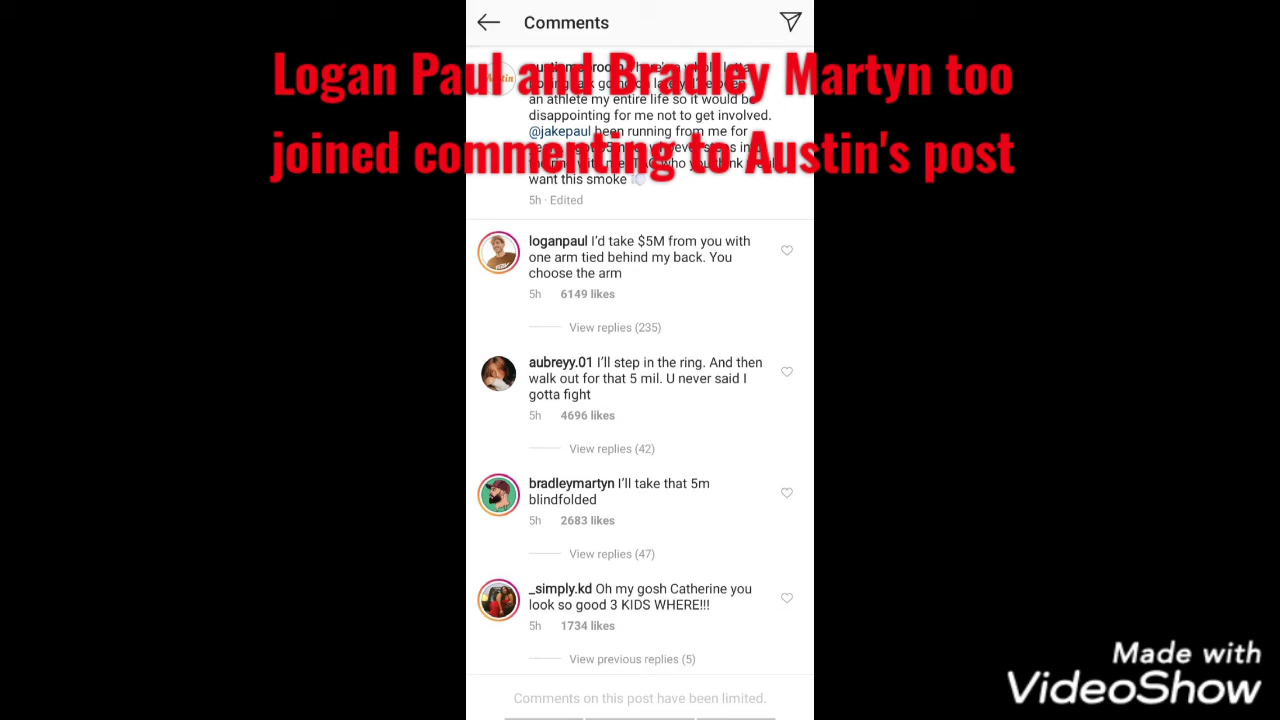 Comments
Logan Paul and Bradley Martyn too
joined commenting to Austin's post
an athlete my entire life so it would be
disappointing for me not to get involved.
@jakepaul been running from me for
want this smoke
5h · Edited
loganpaul I'd take $5M from you with
one arm tied behind my back. You
choose the arm
5h 6149 likes
View replies (235)
aubreyy.01 I'll step in the ring. And then
walk out for that 5 mil. U never said I
gotta fight
5h 4696 likes
View replies (42)
bradleymartyn I'll take that 5m
blindfolded
5h 2683 likes
View replies (47)
_simply.kd Oh my gosh Catherine you
look so good 3 KIDS WHERE!!!
5h 1734 likes
View previous replies (5)
Comments on this post have been limited.
Made with
VideoShow